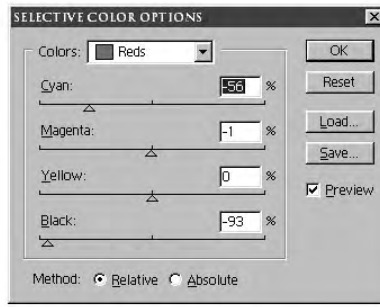 SELECTIVE COLOR OPTIONS
Colors: Reds
OK
Cyan: -56 %
Reset
Magenta: -1 %
Load...
Yellow: 0 %
Save...
Preview
Black: -93 %
Method: Relative Absolute